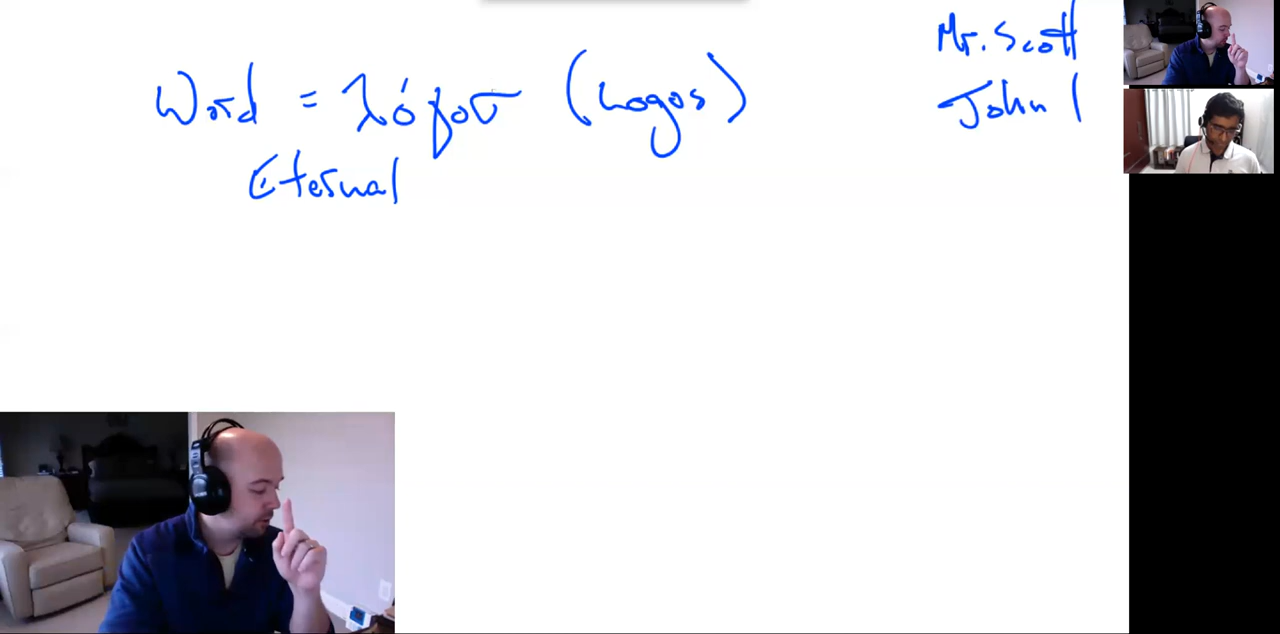 Word = λόγοσ (Logos)
Eternal
Mr. Scott
John 1